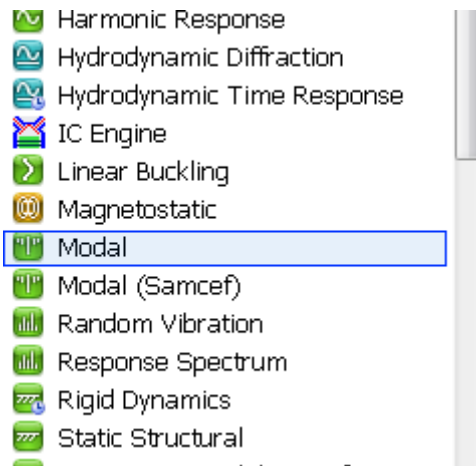 Harmonic Response
Hydrodynamic Diffraction
Hydrodynamic Time Response
IC Engine
Linear Buckling
Magnetostatic
Modal
Modal (Samcef)
Random Vibration
Response Spectrum
Rigid Dynamics
Static Structural